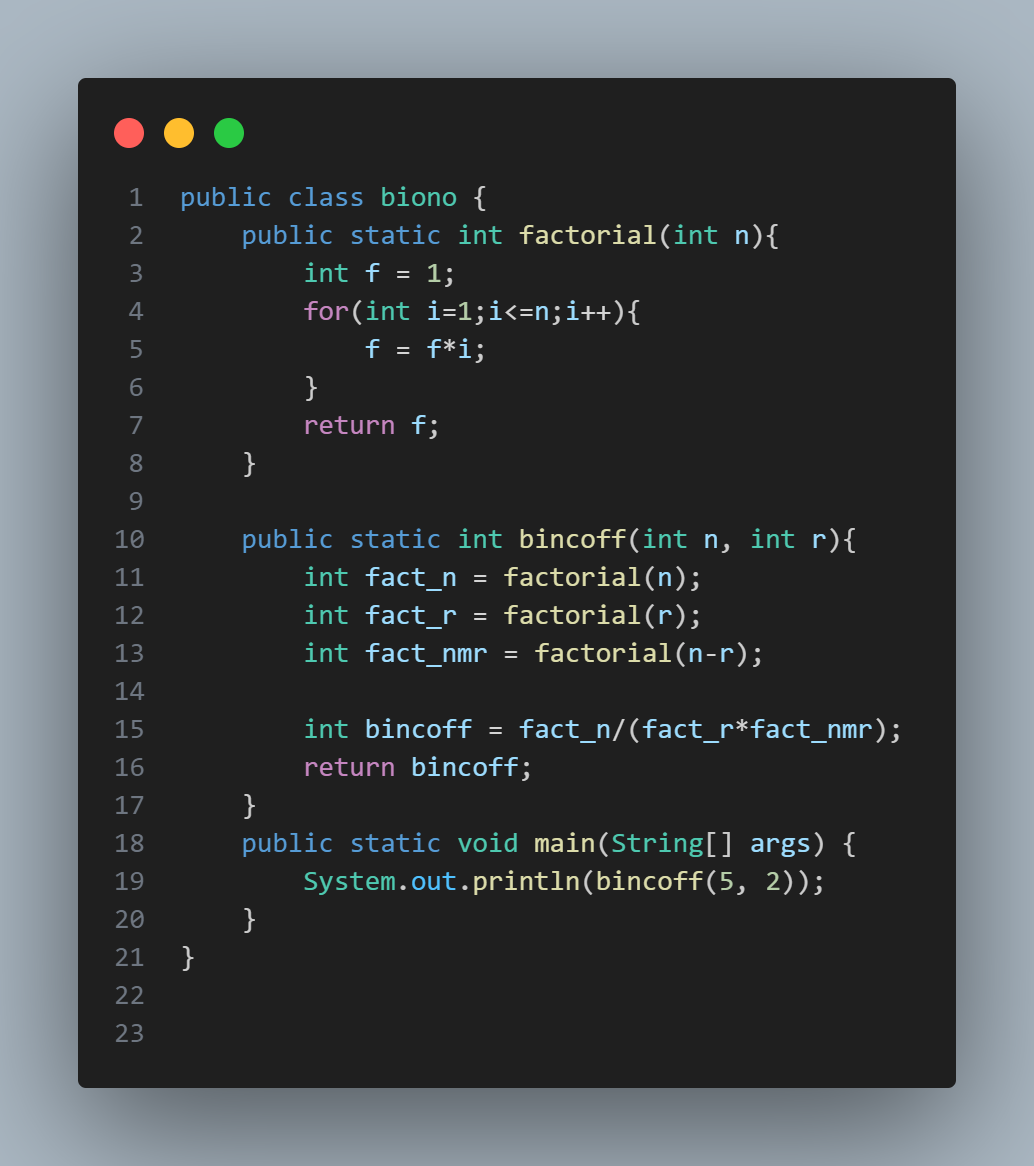 1 public class biono {
2     public static int factorial(int n){
3         int f = 1;
4         for(int i=1;i<=n;i++){
5             f = f*i;
6         }
7         return f;
8     }
9
10     public static int bincoff(int n, int r){
11         int fact_n = factorial(n);
12         int fact_r = factorial(r);
13         int fact_nmr = factorial(n-r);
14
15         int bincoff = fact_n/(fact_r*fact_nmr);
16         return bincoff;
17     }
18     public static void main(String[] args) {
19         System.out.println(bincoff(5, 2));
20     }
21 }
22
23